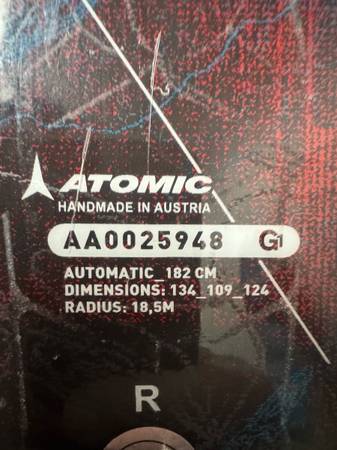 ATOMIC
HANDMADE IN AUSTRIA
AA0025948 G1
AUTOMATIC_182 CM
DIMENSIONS: 134_109_124
RADIUS: 18,5M
R